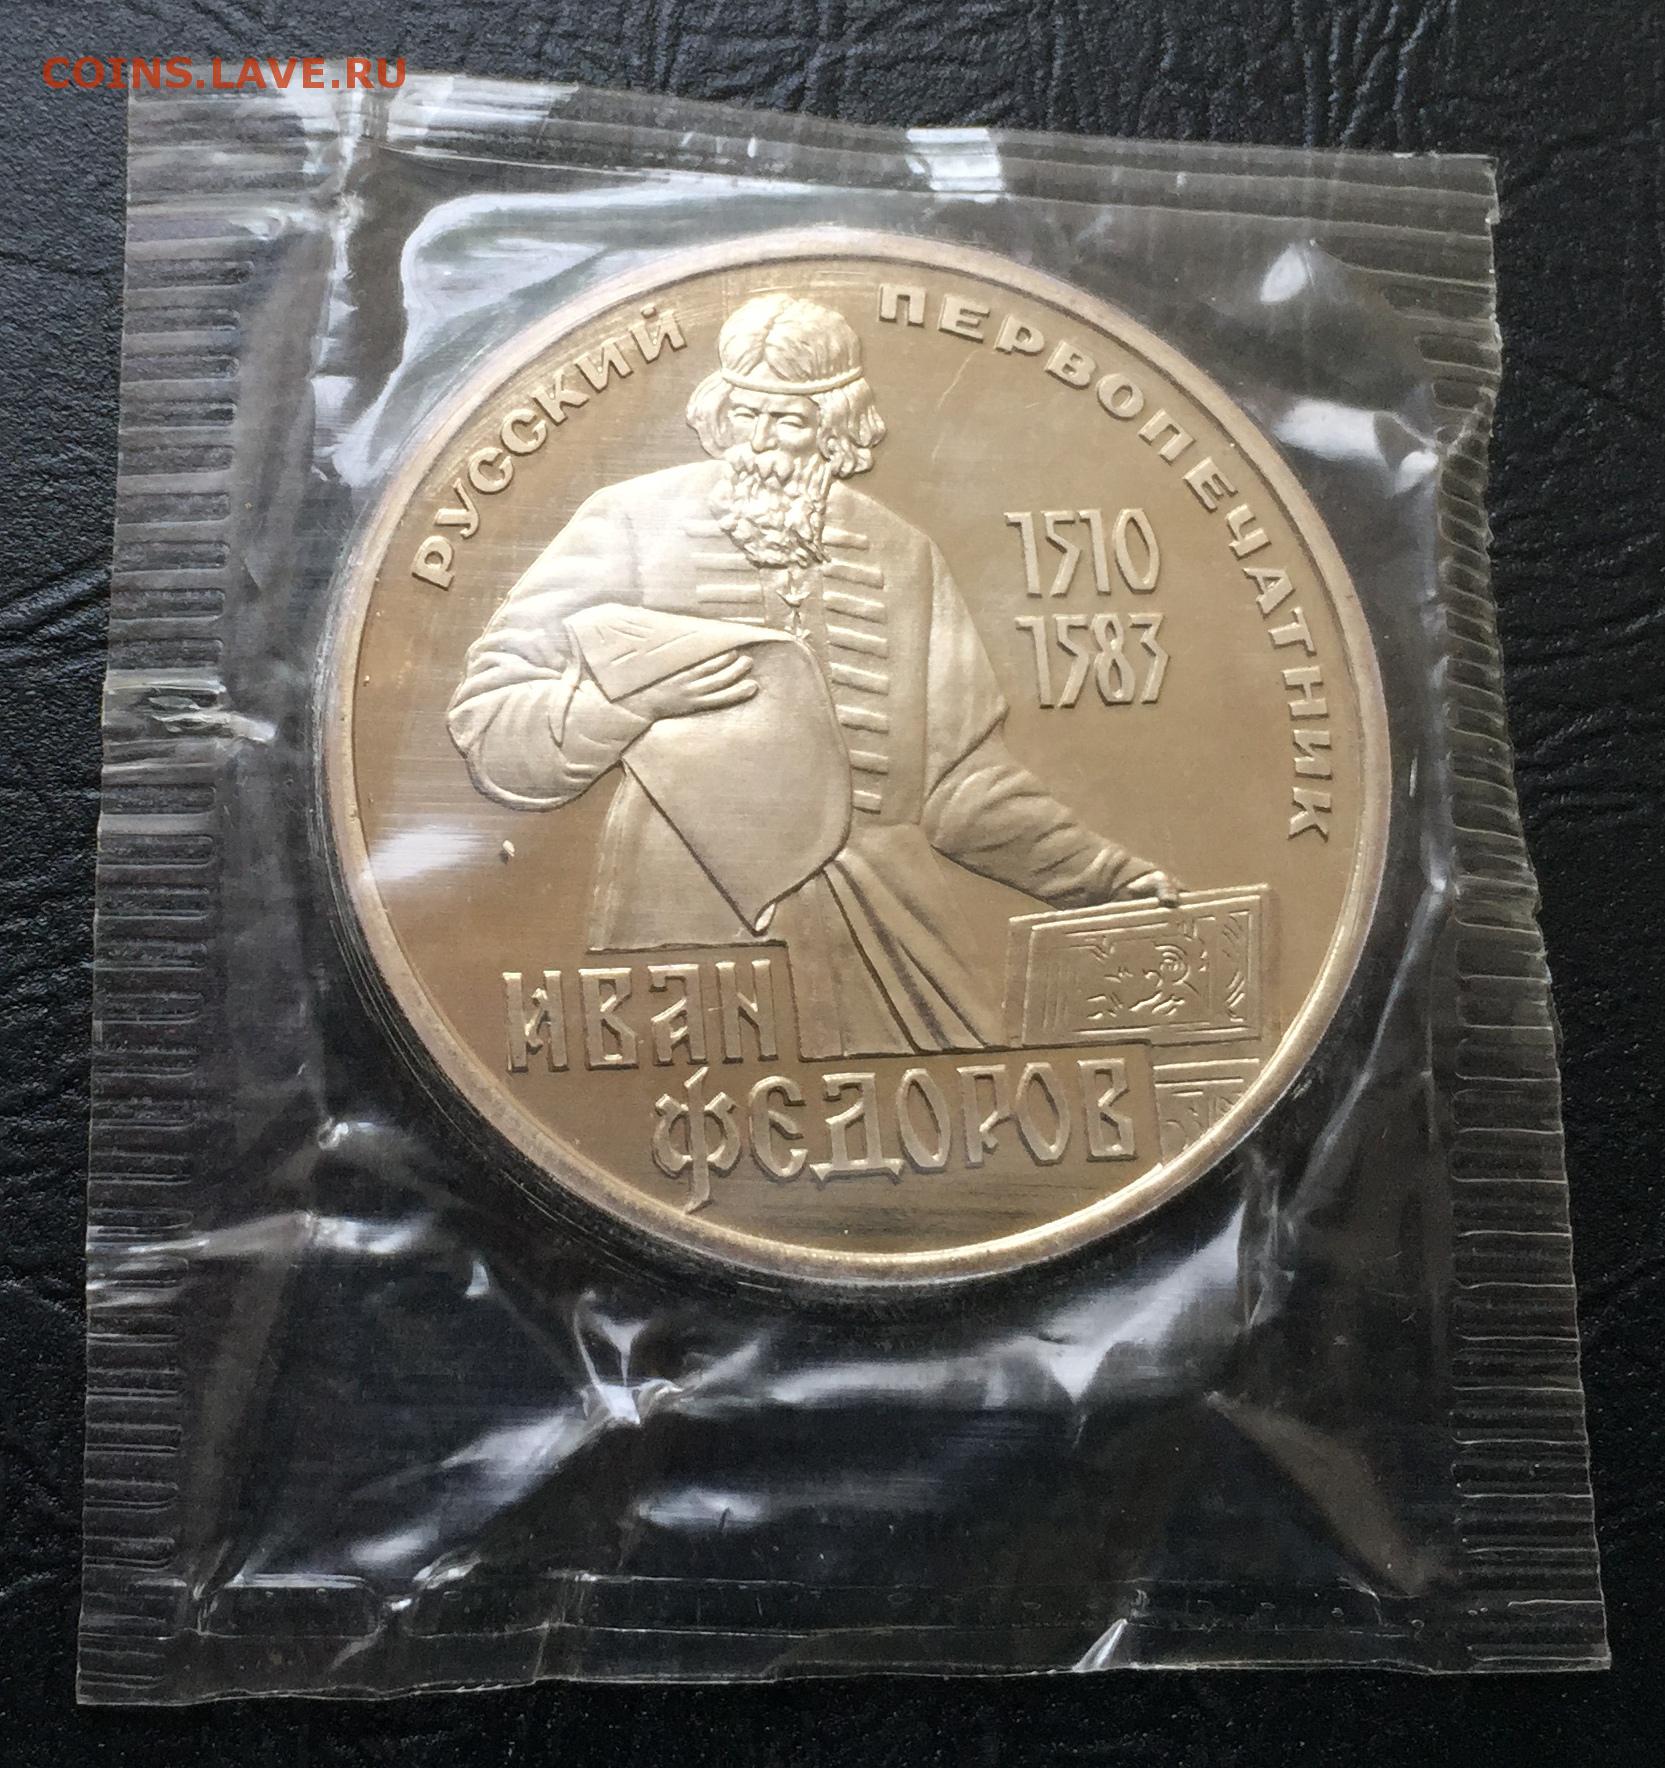 COINS.LAVE.RU
РУССКИЙ ПЕРВОПЕЧАТНИК
1510
1583
ИВАН
ФЕДОРОВ